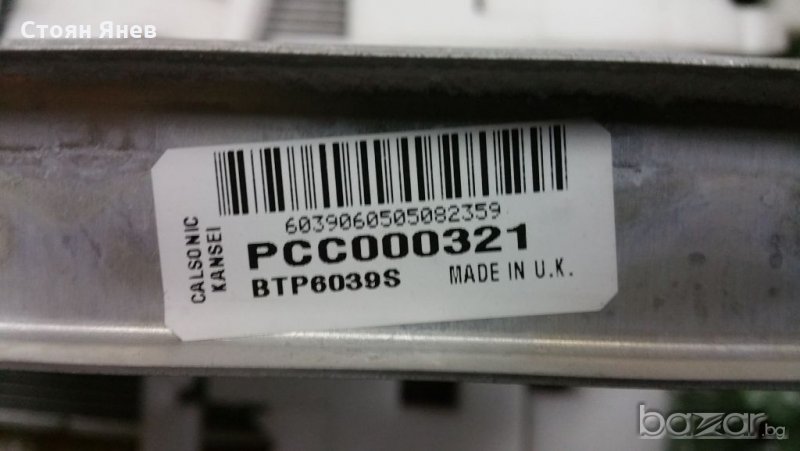 Стоян Янев
CALSONIC
KANSEI
6039060505082359
PCC000321
BTP6039S MADE IN U.K.
bazar.bg